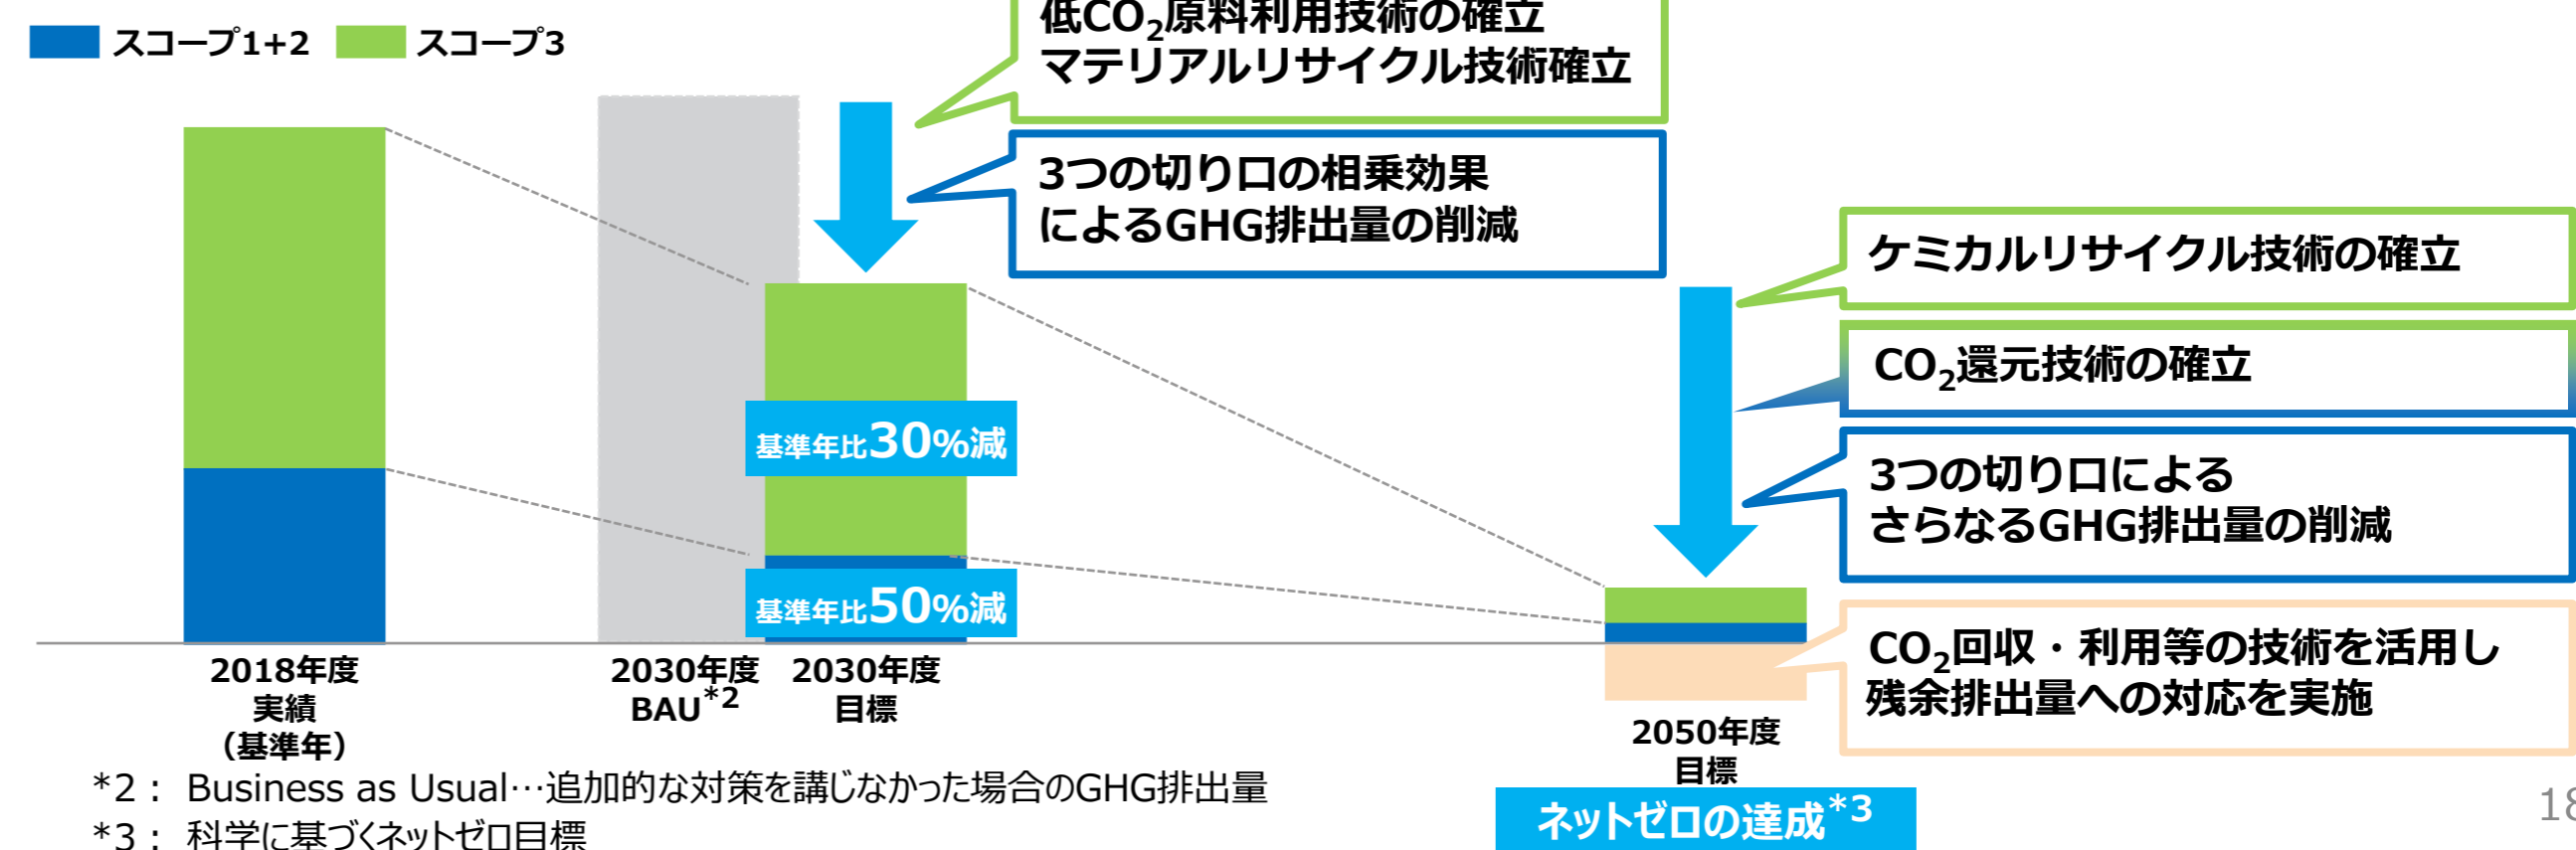 スコープ1+2 スコープ3
低CO₂原料利用技術の確立
マテリアルリサイクル技術確立
3つの切り口の相乗効果
によるGHG排出量の削減
ケミカルリサイクル技術の確立
CO₂還元技術の確立
3つの切り口による
さらなるGHG排出量の削減
CO₂回収・利用等の技術を活用し
残余排出量への対応を実施
基準年比30%減
基準年比50%減
2018年度
実績
（基準年）
2030年度
BAU*2
2030年度
目標
2050年度
目標
ネットゼロの達成*3
*2： Business as Usual…追加的な対策を講じなかった場合のGHG排出量
*3： 科学に基づくネットゼロ目標
18